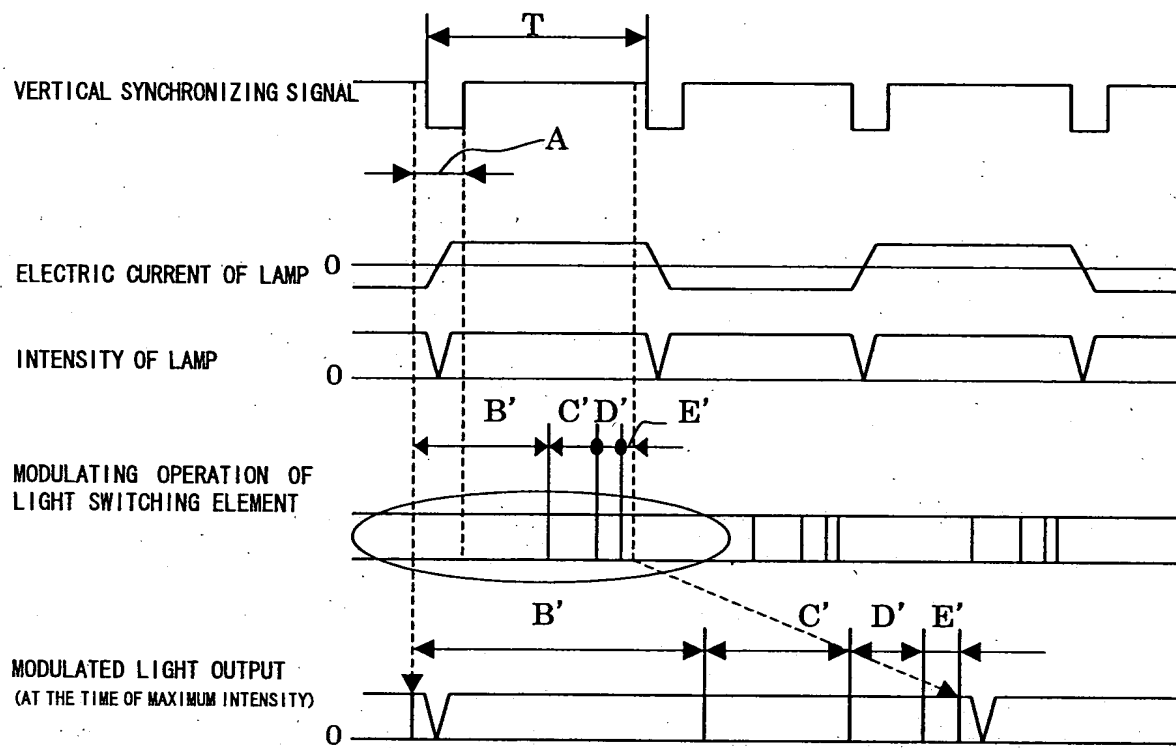 T
VERTICAL SYNCHRONIZING SIGNAL
A
ELECTRIC CURRENT OF LAMP 0
INTENSITY OF LAMP
0
B' C' D' E'
MODULATING OPERATION OF
LIGHT SWITCHING ELEMENT
B' C' D' E'
MODULATED LIGHT OUTPUT
(AT THE TIME OF MAXIMUM INTENSITY)
0